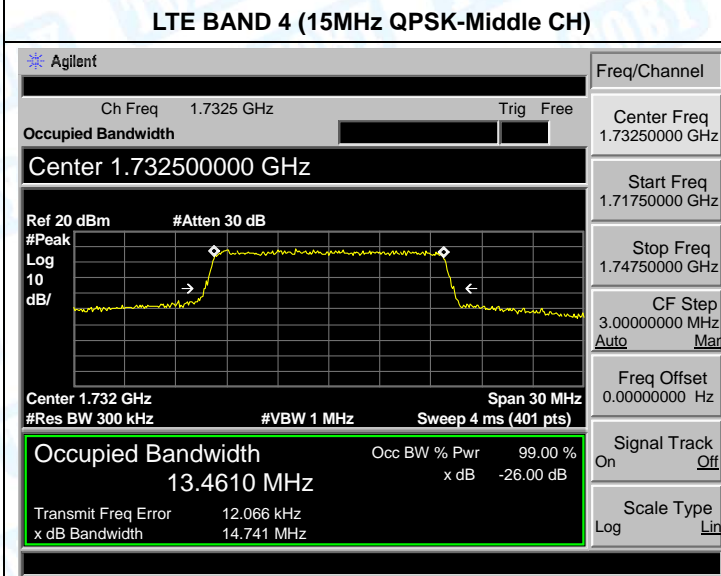 LTE BAND 4 (15MHz QPSK-Middle CH)
Agilent
Freq/Channel
Ch Freq 1.7325 GHz Trig Free
Occupied Bandwidth
Center 1.732500000 GHz
Ref 20 dBm #Atten 30 dB
#Peak
Log
10
dB/
Center 1.732 GHz Span 30 MHz
#Res BW 300 kHz #VBW 1 MHz Sweep 4 ms (401 pts)
Occupied Bandwidth Occ BW % Pwr 99.00 %
13.4610 MHz x dB -26.00 dB
Transmit Freq Error 12.066 kHz
x dB Bandwidth 14.741 MHz
Center Freq
1.73250000 GHz
Start Freq
1.71750000 GHz
Stop Freq
1.74750000 GHz
CF Step
3.00000000 MHz
Auto Man
Freq Offset
0.00000000 Hz
Signal Track
On Off
Scale Type
Log Lin